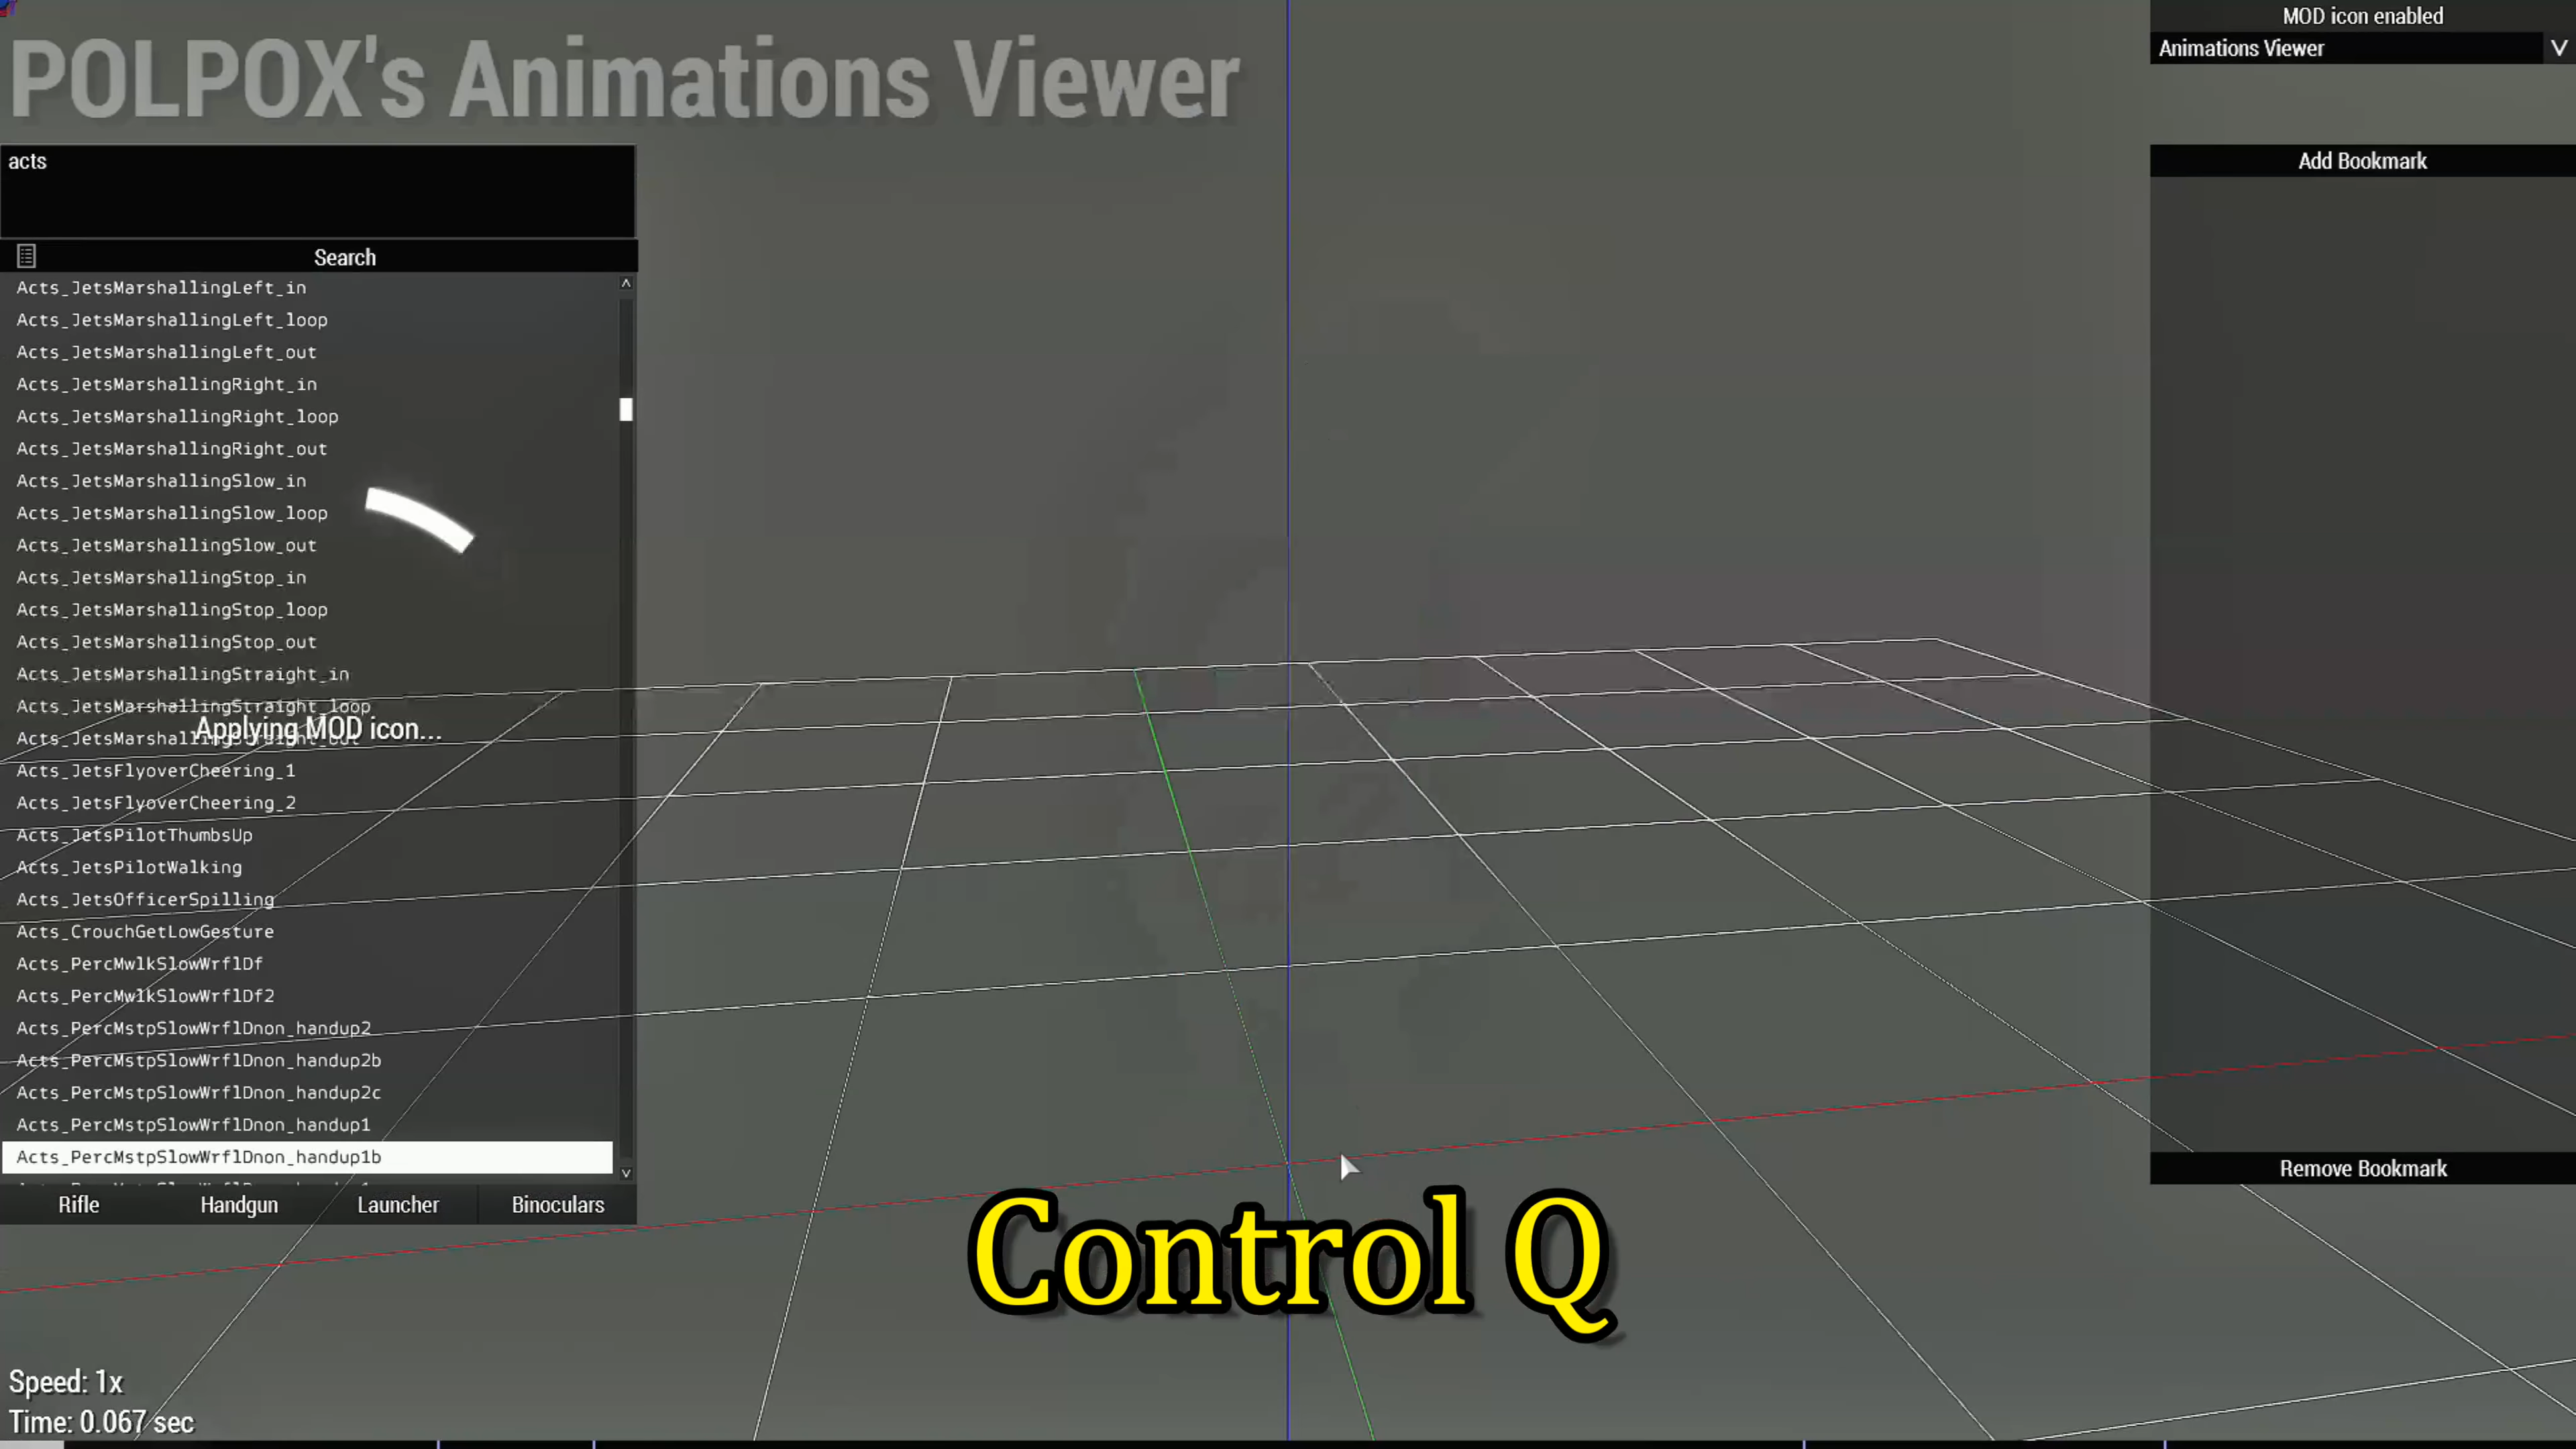 MOD icon enabled
Animations Viewer
POLPOX's Animations Viewer
acts
Search
Acts_JetsMarshallingLeft_in
Acts_JetsMarshallingLeft_loop
Acts_JetsMarshallingLeft_out
Acts_JetsMarshallingRight_in
Acts_JetsMarshallingRight_loop
Acts_JetsMarshallingRight_out
Acts_JetsMarshallingSlow_in
Acts_JetsMarshallingSlow_loop
Acts_JetsMarshallingSlow_out
Acts_JetsMarshallingStop_in
Acts_JetsMarshallingStop_loop
Acts_JetsMarshallingStop_out
Acts_JetsMarshallingStraight_in
Acts_JetsMarshallingStraight_loop
Applying MOD icon...
Acts_JetsMarshallingStraight_out
Acts_JetsFlyoverCheering_1
Acts_JetsFlyoverCheering_2
Acts_JetsPilotThumbsUp
Acts_JetsPilotWalking
Acts_JetsOfficerSpilling
Acts_CrouchGetLowGesture
Acts_PercMwlkSlowWrflDf
Acts_PercMwlkSlowWrflDf2
Acts_PercMstpSlowWrflDnon_handup2
Acts_PercMstpSlowWrflDnon_handup2b
Acts_PercMstpSlowWrflDnon_handup2c
Acts_PercMstpSlowWrflDnon_handup1
Acts_PercMstpSlowWrflDnon_handup1b
Rifle Handgun Launcher Binoculars
Add Bookmark
Remove Bookmark
Control Q
Speed: 1x
Time: 0.067 sec